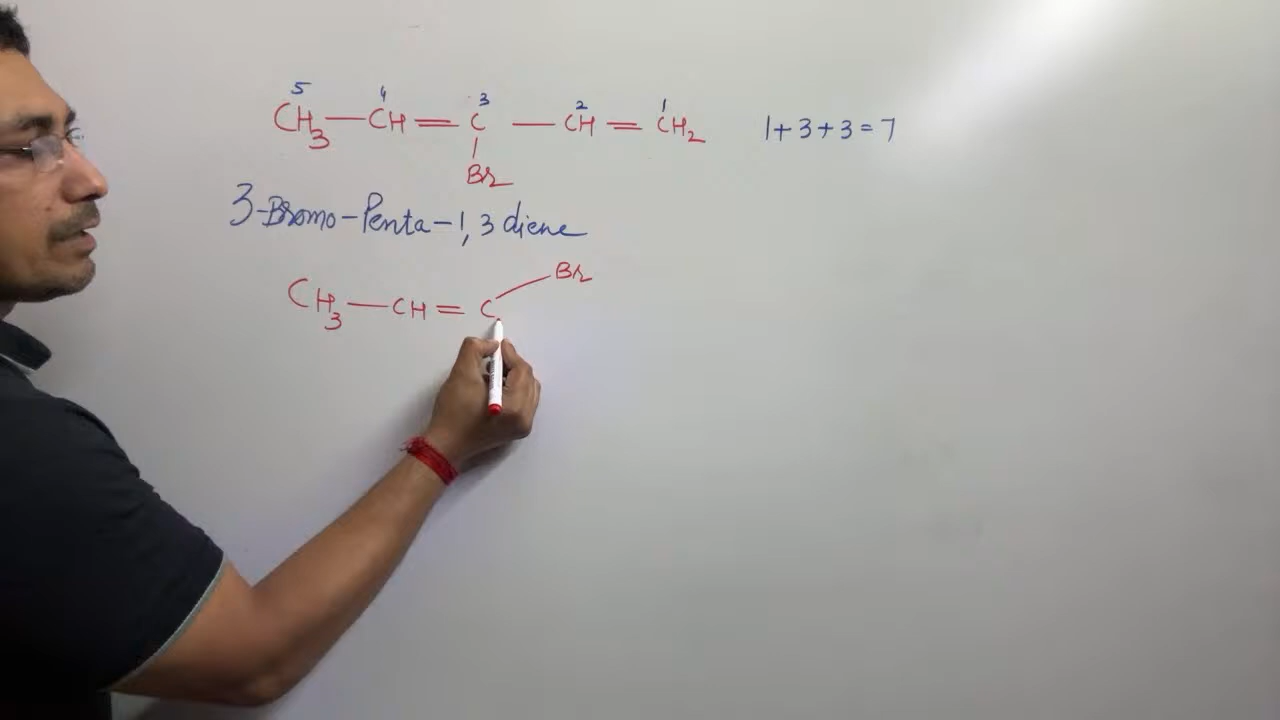 5 4 3 2 1
CH3—CH=C—CH=CH2 1+3+3=7
Br
3-Bromo-Penta-1,3 diene
Br
CH3—CH=C